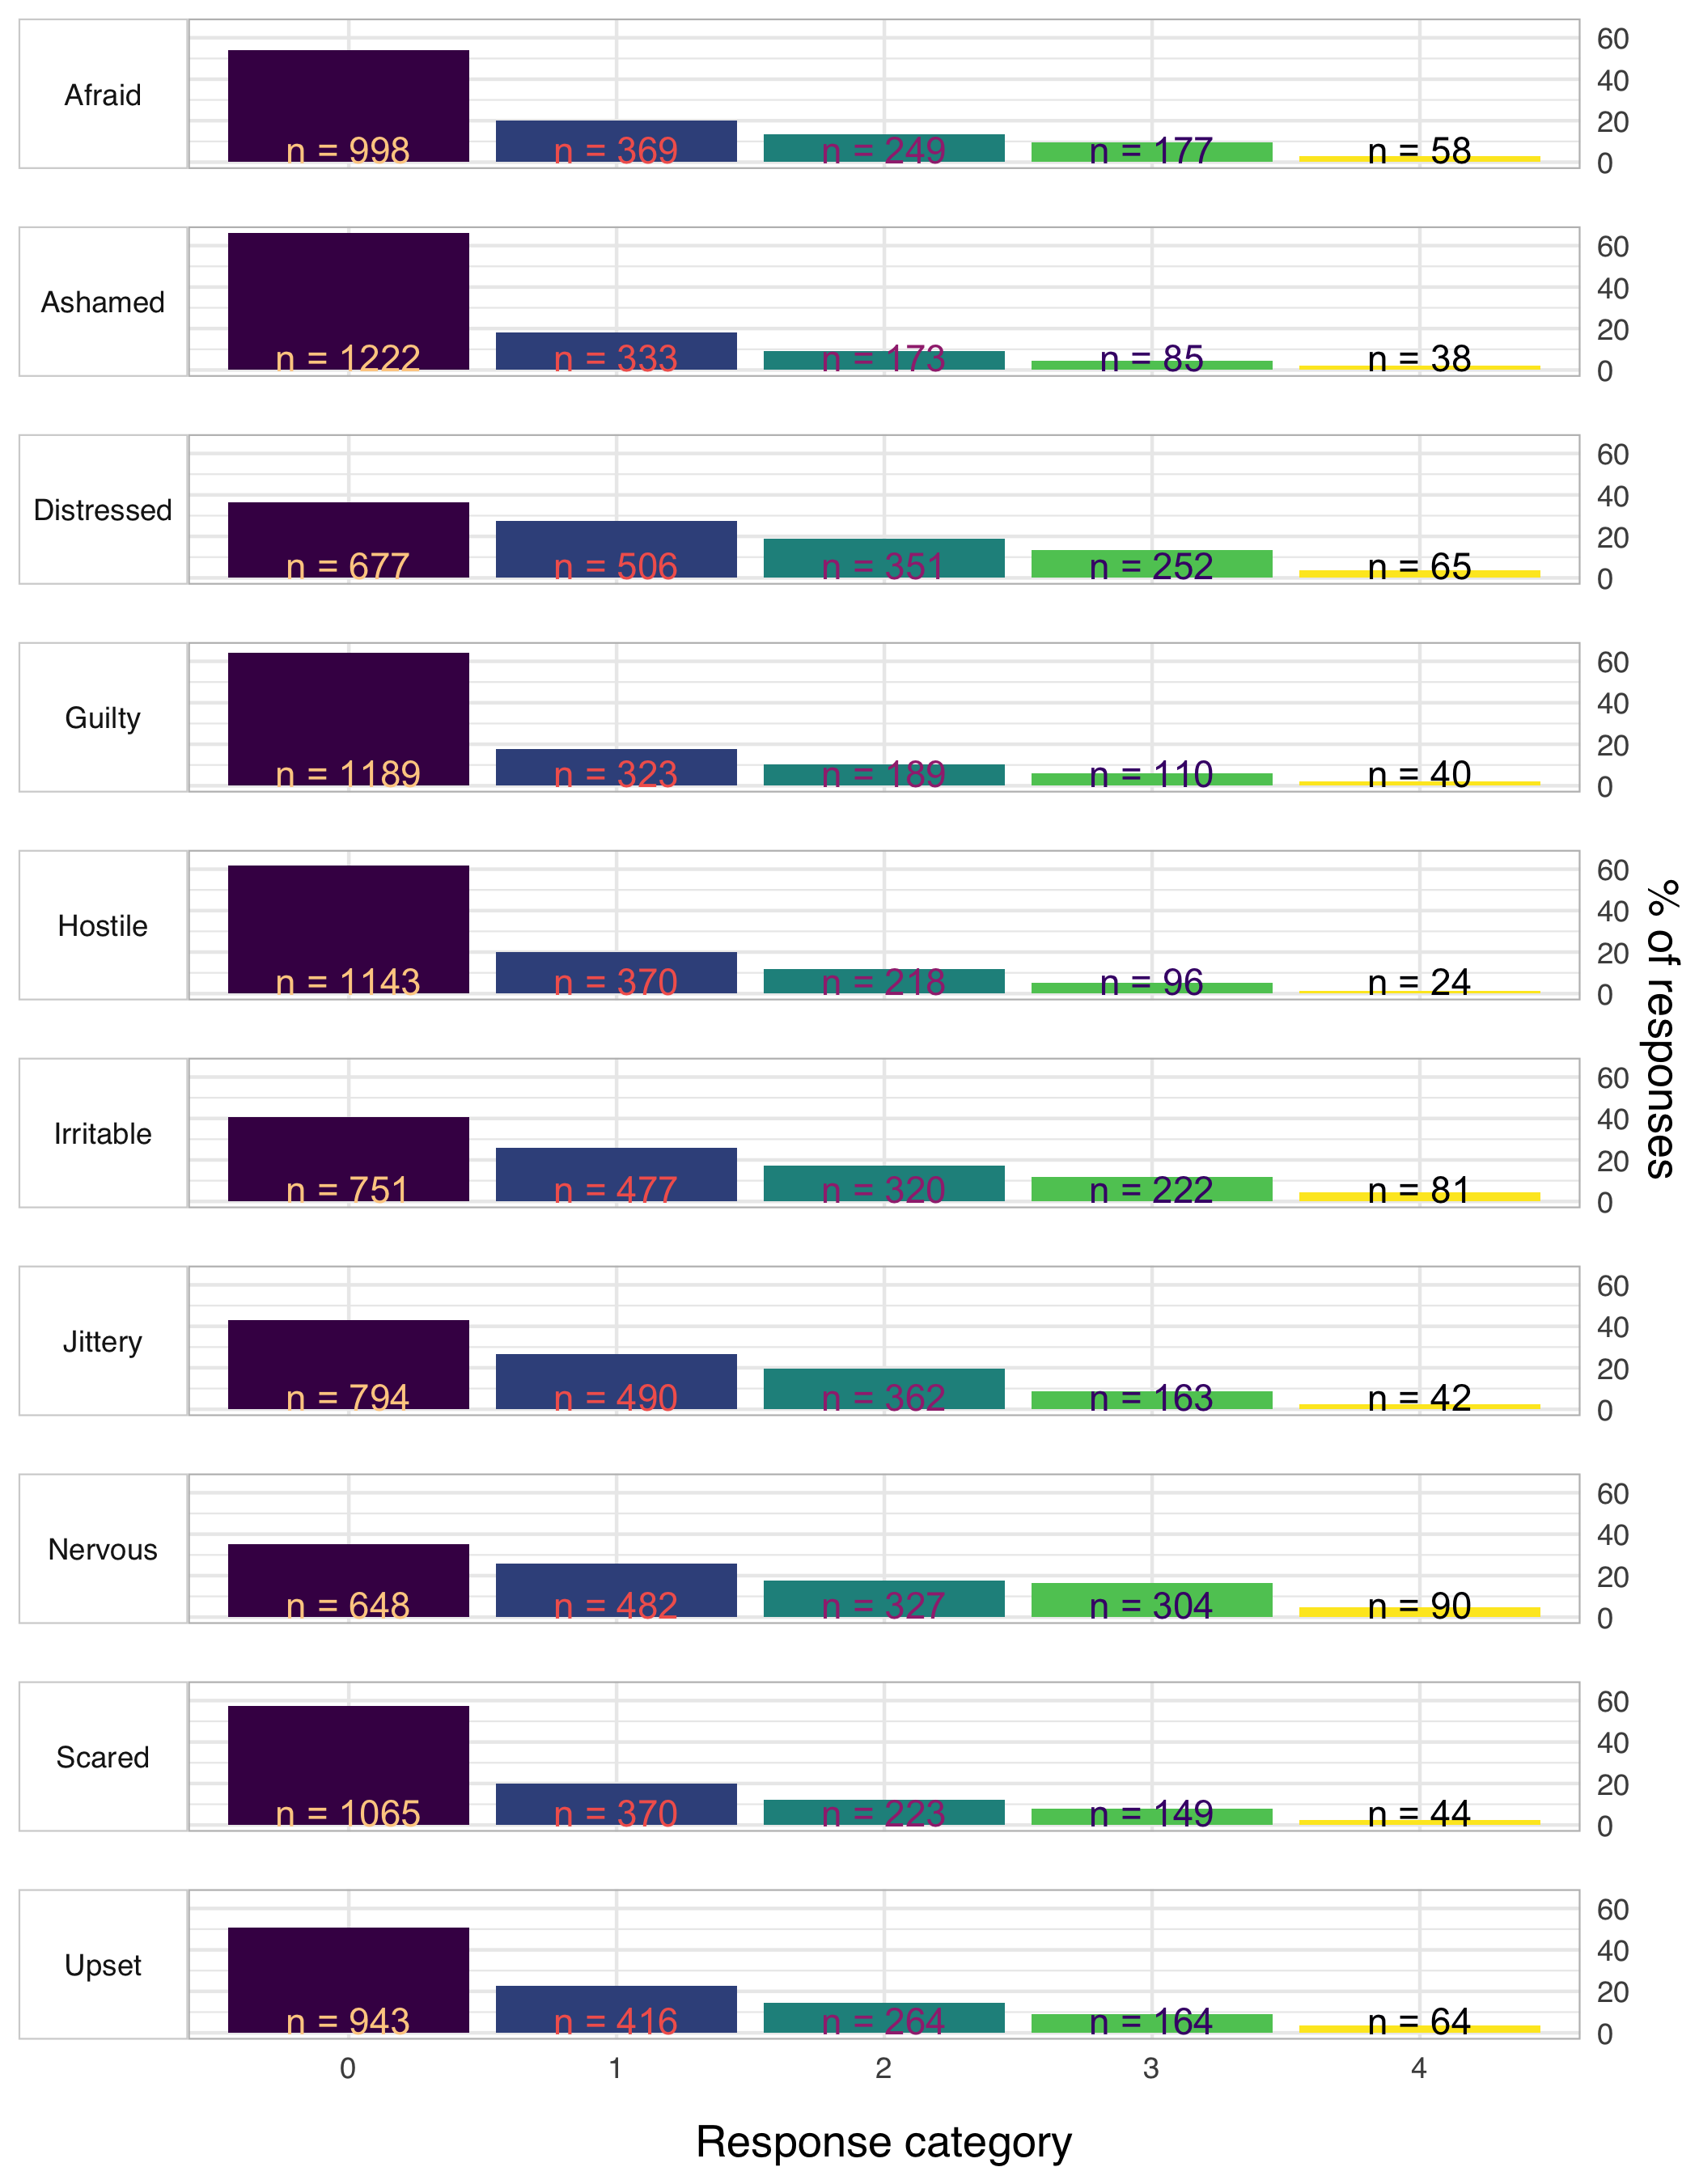 Afraid
n = 998 n = 369 n = 249 n = 177 n = 58
60
40
20
0
Ashamed
n = 1222 n = 333 n = 173 n = 85 n = 38
60
40
20
0
Distressed
n = 677 n = 506 n = 351 n = 252 n = 65
60
40
20
0
Guilty
n = 1189 n = 323 n = 189 n = 110 n = 40
60
40
20
0
Hostile
n = 1143 n = 370 n = 218 n = 96 n = 24
60
40
20
0
Irritable
n = 751 n = 477 n = 320 n = 222 n = 81
60
40
20
0
Jittery
n = 794 n = 490 n = 362 n = 163 n = 42
60
40
20
0
Nervous
n = 648 n = 482 n = 327 n = 304 n = 90
60
40
20
0
Scared
n = 1065 n = 370 n = 223 n = 149 n = 44
60
40
20
0
Upset
n = 943 n = 416 n = 264 n = 164 n = 64
60
40
20
0
0 1 2 3 4
Response category
% of responses